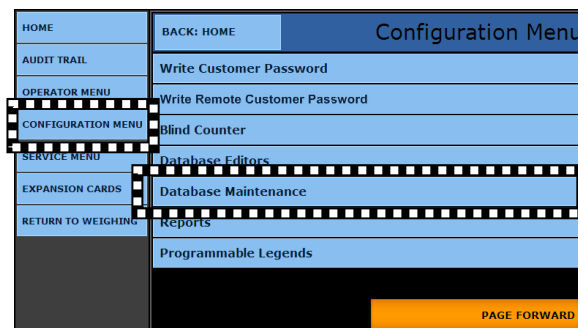 HOME
AUDIT TRAIL
OPERATOR MENU
CONFIGURATION MENU
SERVICE MENU
EXPANSION CARDS
RETURN TO WEIGHING
BACK: HOME
Configuration Menu
Write Customer Password
Write Remote Customer Password
Blind Counter
Database Editors
Database Maintenance
Reports
Programmable Legends
PAGE FORWARD